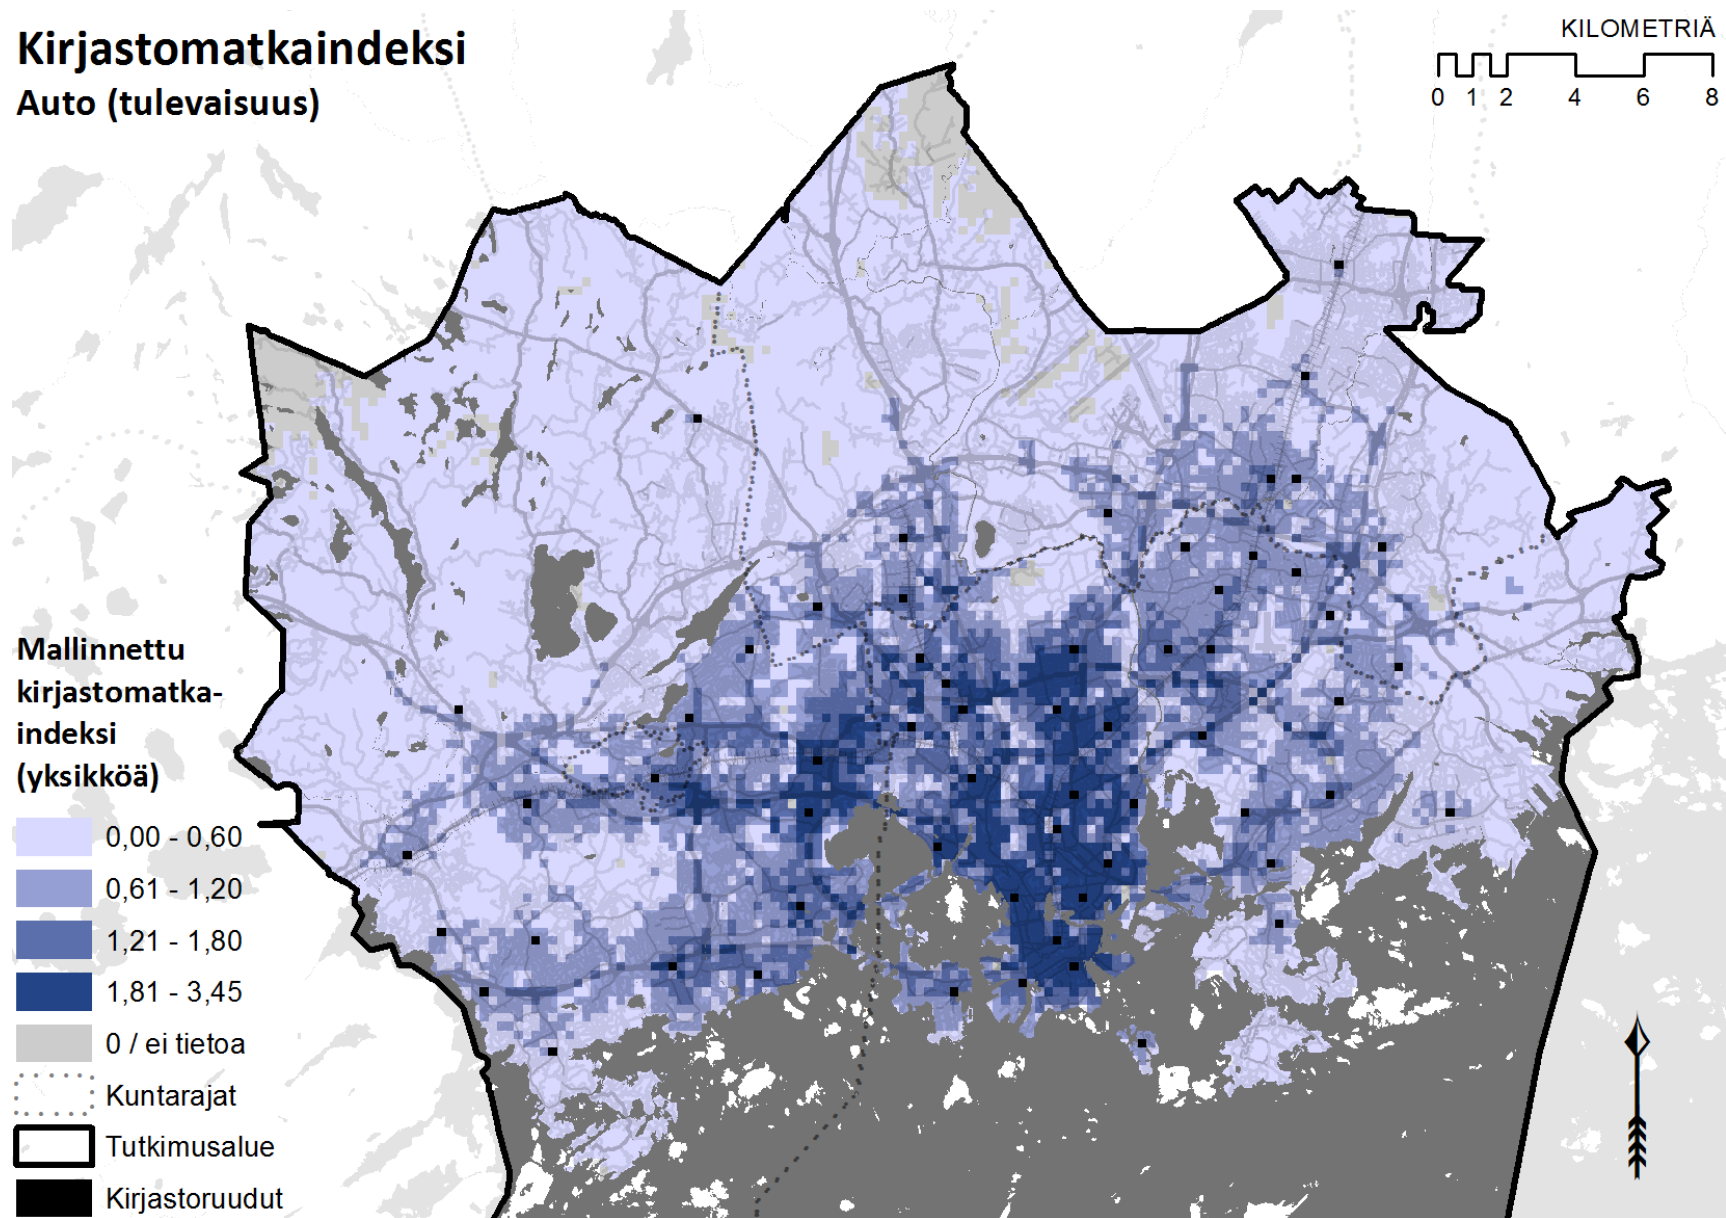 Kirjastomatkaindeksi
Auto (tulevaisuus)
KILOMETRIÄ
0 1 2 4 6 8
Mallinnettu
kirjastomatka-
indeksi
(yksikköä)
0,00 - 0,60
0,61 - 1,20
1,21 - 1,80
1,81 - 3,45
0 / ei tietoa
Kuntarajat
Tutkimusalue
Kirjastoruudut